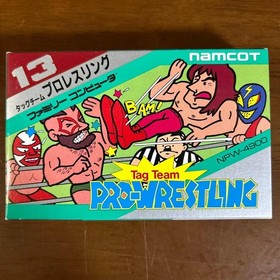 13
namcot
タッグチーム プロレスリング
ファミリー コンピュータ
BAM!
Tag Team
PRO-WRESTLING
NPW-4900